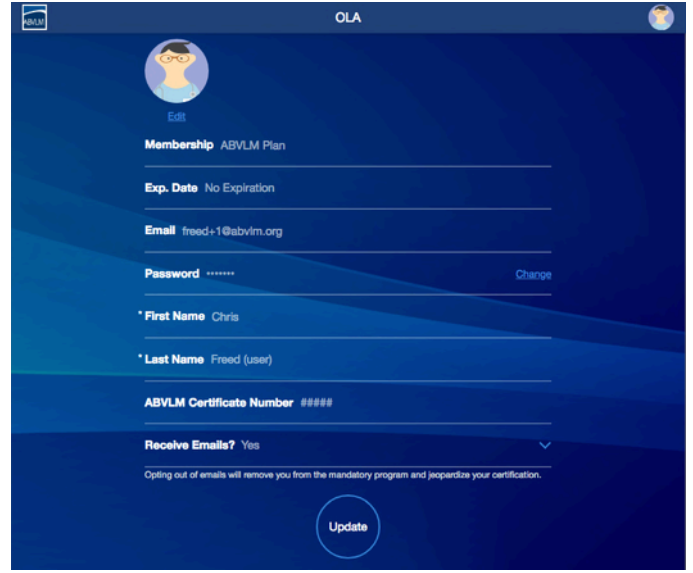 ABVLM
OLA
Edit
Membership ABVLM Plan
Exp. Date No Expiration
Email freed+1@abvlm.org
Password •••••••
Change
* First Name Chris
* Last Name Freed (user)
ABVLM Certificate Number #####
Receive Emails? Yes
Opting out of emails will remove you from the mandatory program and jeopardize your certification.
Update